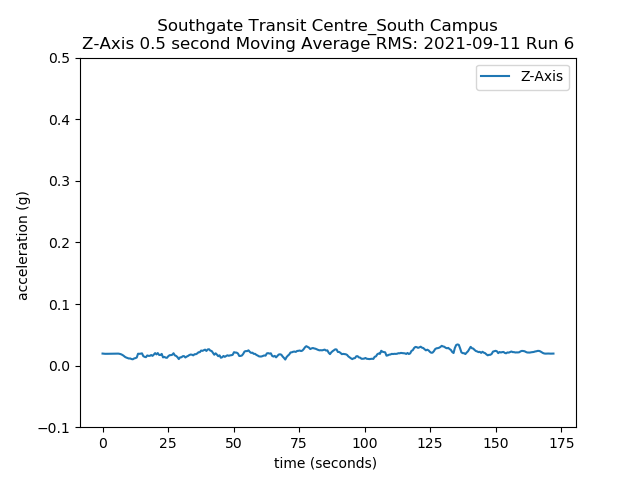 Southgate Transit Centre_South Campus
Z-Axis 0.5 second Moving Average RMS: 2021-09-11 Run 6
Z-Axis
0.5
0.4
0.3
0.2
0.1
0.0
−0.1
acceleration (g)
0 25 50 75 100 125 150 175
time (seconds)